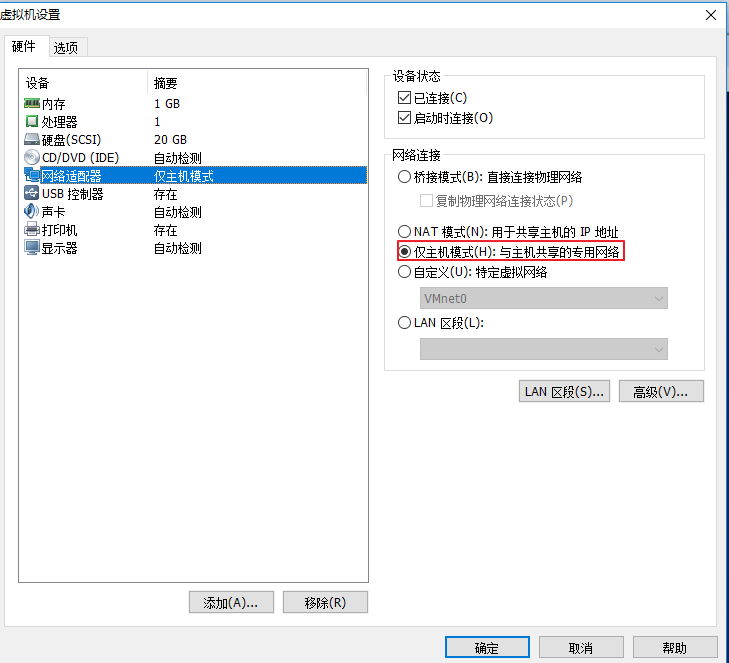 虚拟机设置
硬件 选项
设备 摘要
内存 1 GB
处理器 1
硬盘(SCSI) 20 GB
CD/DVD (IDE) 自动检测
网络适配器 仅主机模式
USB 控制器 存在
声卡 自动检测
打印机 存在
显示器 自动检测
添加(A)... 移除(R)
设备状态
已连接(C)
启动时连接(O)
网络连接
桥接模式(B): 直接连接物理网络
复制物理网络连接状态(P)
NAT 模式(N): 用于共享主机的 IP 地址
仅主机模式(H): 与主机共享的专用网络
自定义(U): 特定虚拟网络
VMnet0
LAN 区段(L):
LAN 区段(S)... 高级(V)...
确定 取消 帮助